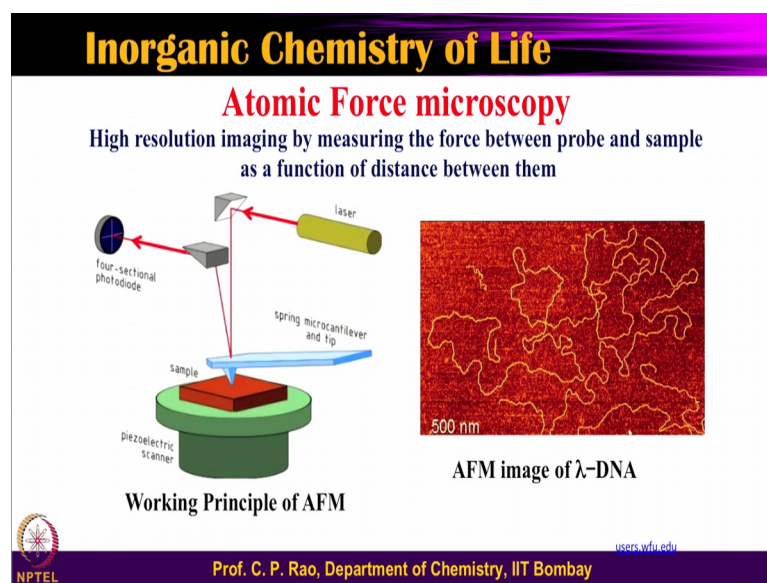 Inorganic Chemistry of Life
Atomic Force microscopy
High resolution imaging by measuring the force between probe and sample
as a function of distance between them
laser
four-sectional
photodiode
spring microcantilever
and tip
sample
piezoelectric
scanner
500 nm
AFM image of λ-DNA
Working Principle of AFM
users.wfu.edu
NPTEL
Prof. C. P. Rao, Department of Chemistry, IIT Bombay